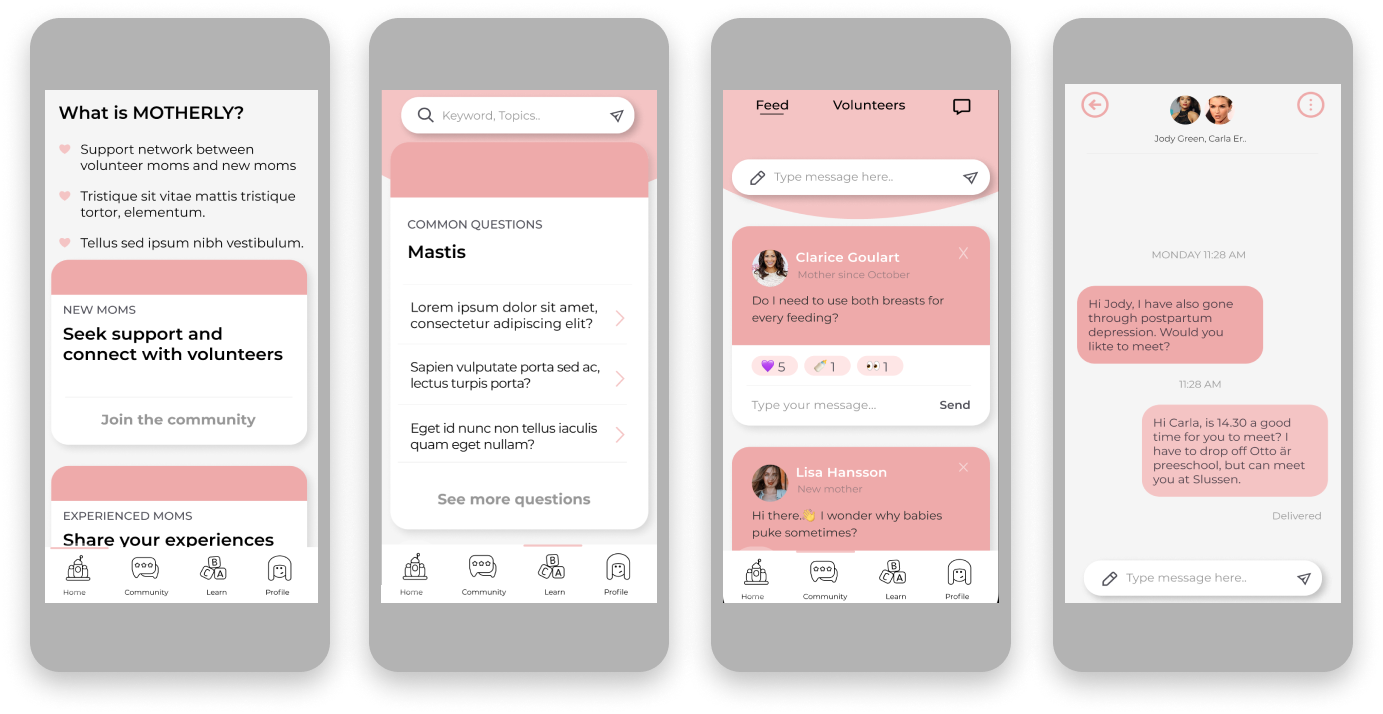 What is MOTHERLY?
Support network between
volunteer moms and new moms
Tristique sit vitae mattis tristique
tortor, elementum.
Tellus sed ipsum nibh vestibulum.
NEW MOMS
Seek support and
connect with volunteers
Join the community
EXPERIENCED MOMS
Share your experiences
Home
Community
Learn
Profile
Keyword, Topics..
COMMON QUESTIONS
Mastis
Lorem ipsum dolor sit amet,
consectetur adipiscing elit?
Sapien vulputate porta sed ac,
lectus turpis porta?
Eget id nunc non tellus iaculis
quam eget nullam?
See more questions
Home
Community
B
C
A
Learn
Profile
Feed
Volunteers
Type message here..
Clarice Goulart
X
Mother since October
Do I need to use both breasts for
every feeding?
💜 5
🍼 1
👀 1
Type your message...
Send
Lisa Hansson
X
New mother
Hi there.👋 I wonder why babies
puke sometimes?
Home
Community
Learn
Profile
Jody Green, Carla Er..
MONDAY 11:28 AM
Hi Jody, I have also gone
through postpartum
depression. Would you
likte to meet?
11:28 AM
Hi Carla, is 14.30 a good
time for you to meet? I
have to drop off Otto är
preeschool, but can meet
you at Slussen.
Delivered
Type message here..